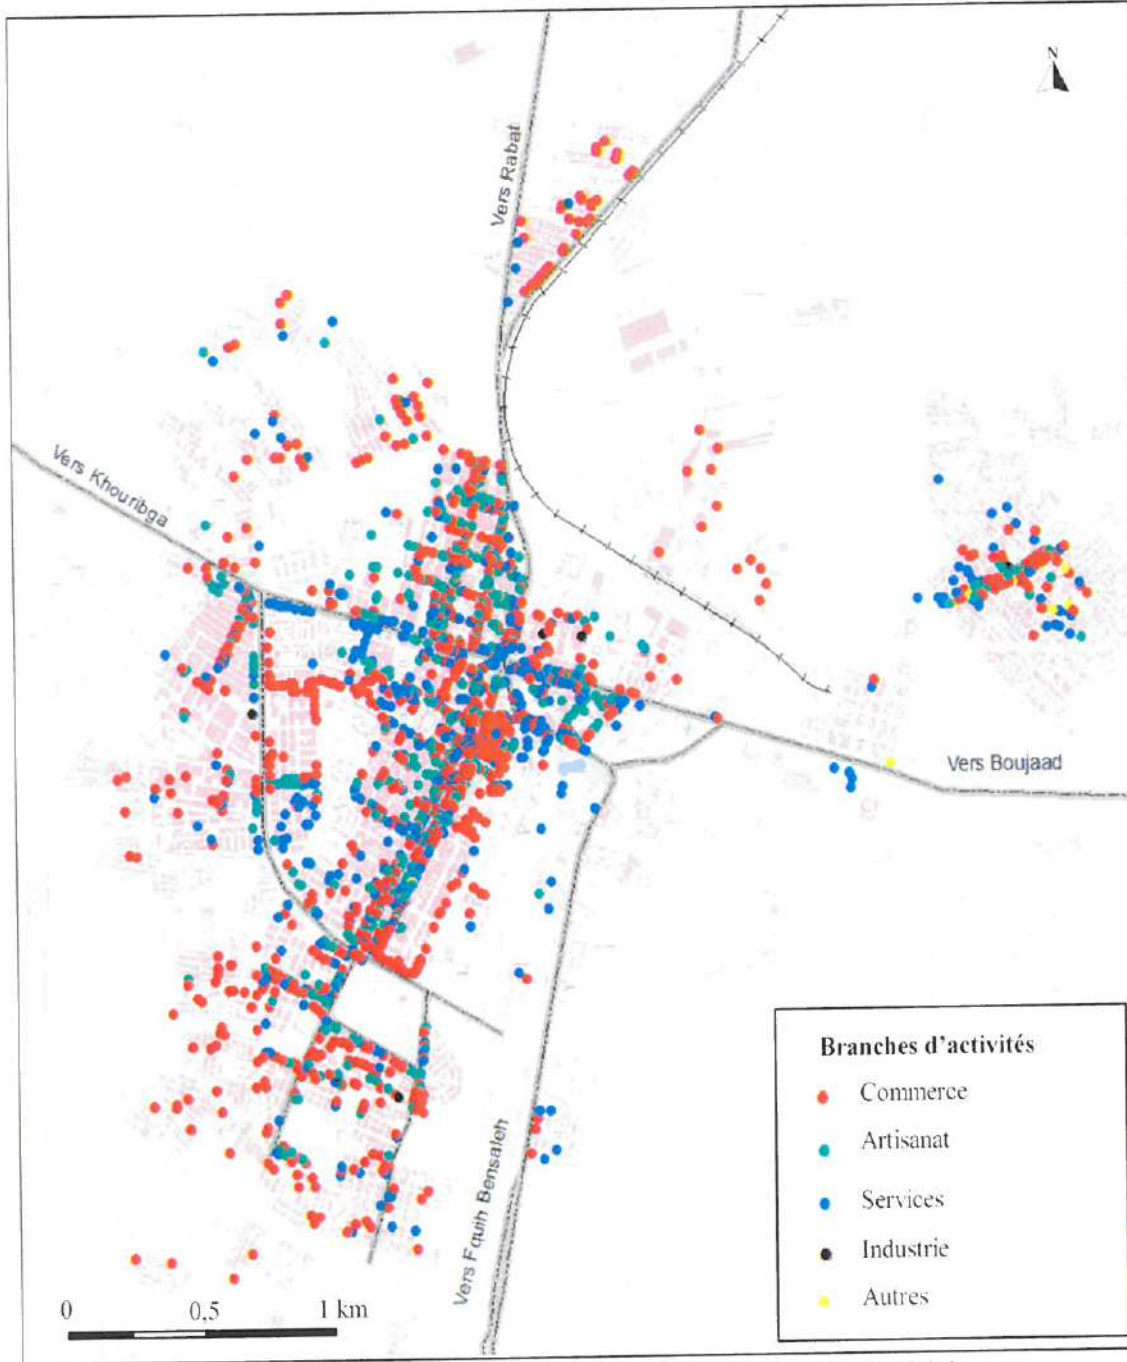 N
Vers Rabat
Vers Khouribga
Vers Boujaad
Vers Fquih Bensaleh
Branches d'activités
Commerce
Artisanat
Services
Industrie
Autres
0 0,5 1 km